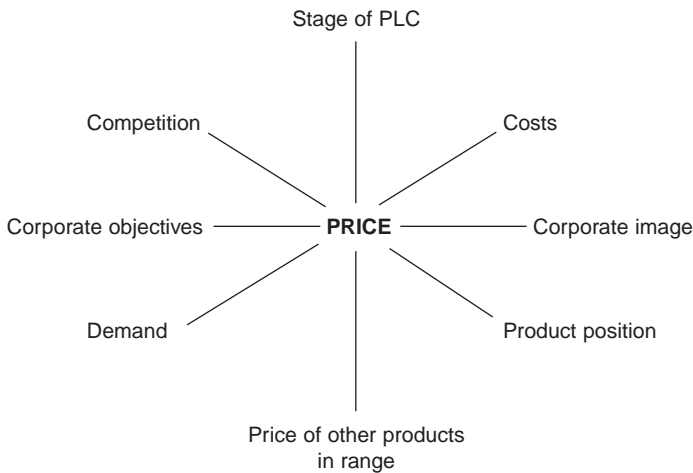 Stage of PLC
Competition
Costs
Corporate objectives
PRICE
Corporate image
Demand
Product position
Price of other products
in range